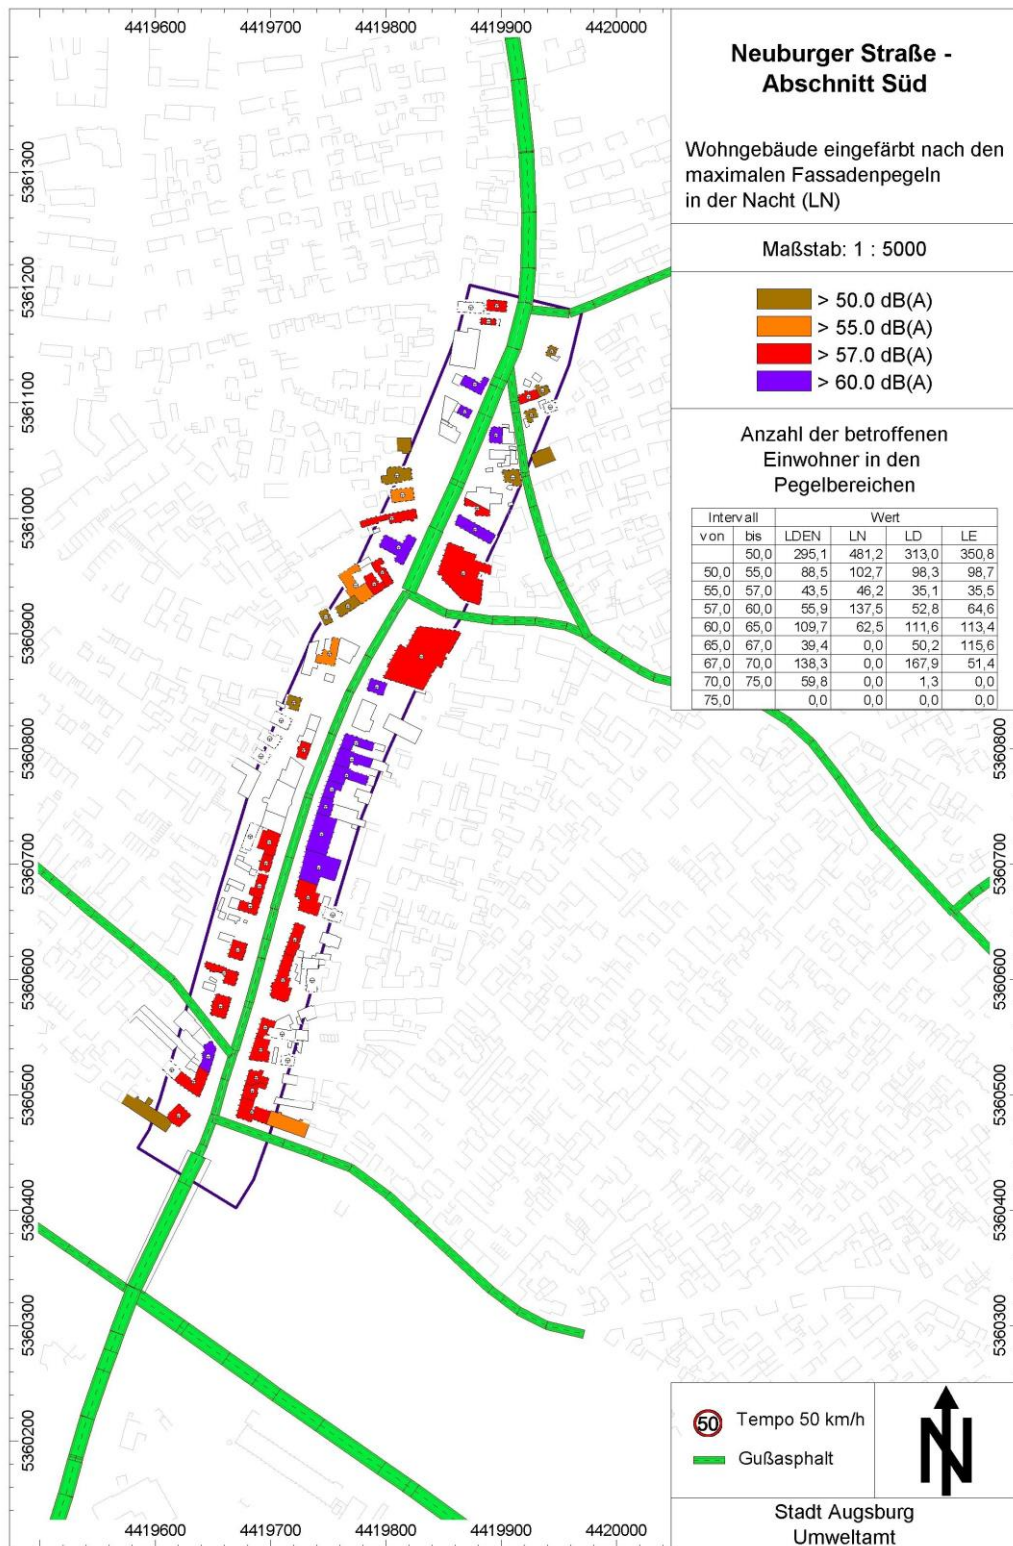 4419600 4419700 4419800 4419900 4420000
Neuburger Straße -
Abschnitt Süd
Wohngebäude eingefärbt nach den
maximalen Fassadenpegeln
in der Nacht (LN)
Maßstab: 1 : 5000
> 50.0 dB(A)
> 55.0 dB(A)
> 57.0 dB(A)
> 60.0 dB(A)
Anzahl der betroffenen
Einwohner in den
Pegelbereichen
Intervall Wert
von bis LDEN LN LD LE
50,0 295,1 481,2 313,0 350,8
50,0 55,0 88,5 102,7 98,3 98,7
55,0 57,0 43,5 46,2 35,1 35,5
57,0 60,0 55,9 137,5 52,8 64,6
60,0 65,0 109,7 62,5 111,6 113,4
65,0 67,0 39,4 0,0 50,2 115,6
67,0 70,0 138,3 0,0 167,9 51,4
70,0 75,0 59,8 0,0 1,3 0,0
75,0 0,0 0,0 0,0 0,0
5361300
5361200
5361100
5361000
5360900
5360800
5360700
5360600
5360500
5360400
5360300
5360200
5360800
5360700
5360600
5360500
5360400
5360300
50 Tempo 50 km/h
Gußasphalt
N
Stadt Augsburg
Umweltamt
4419600 4419700 4419800 4419900 4420000